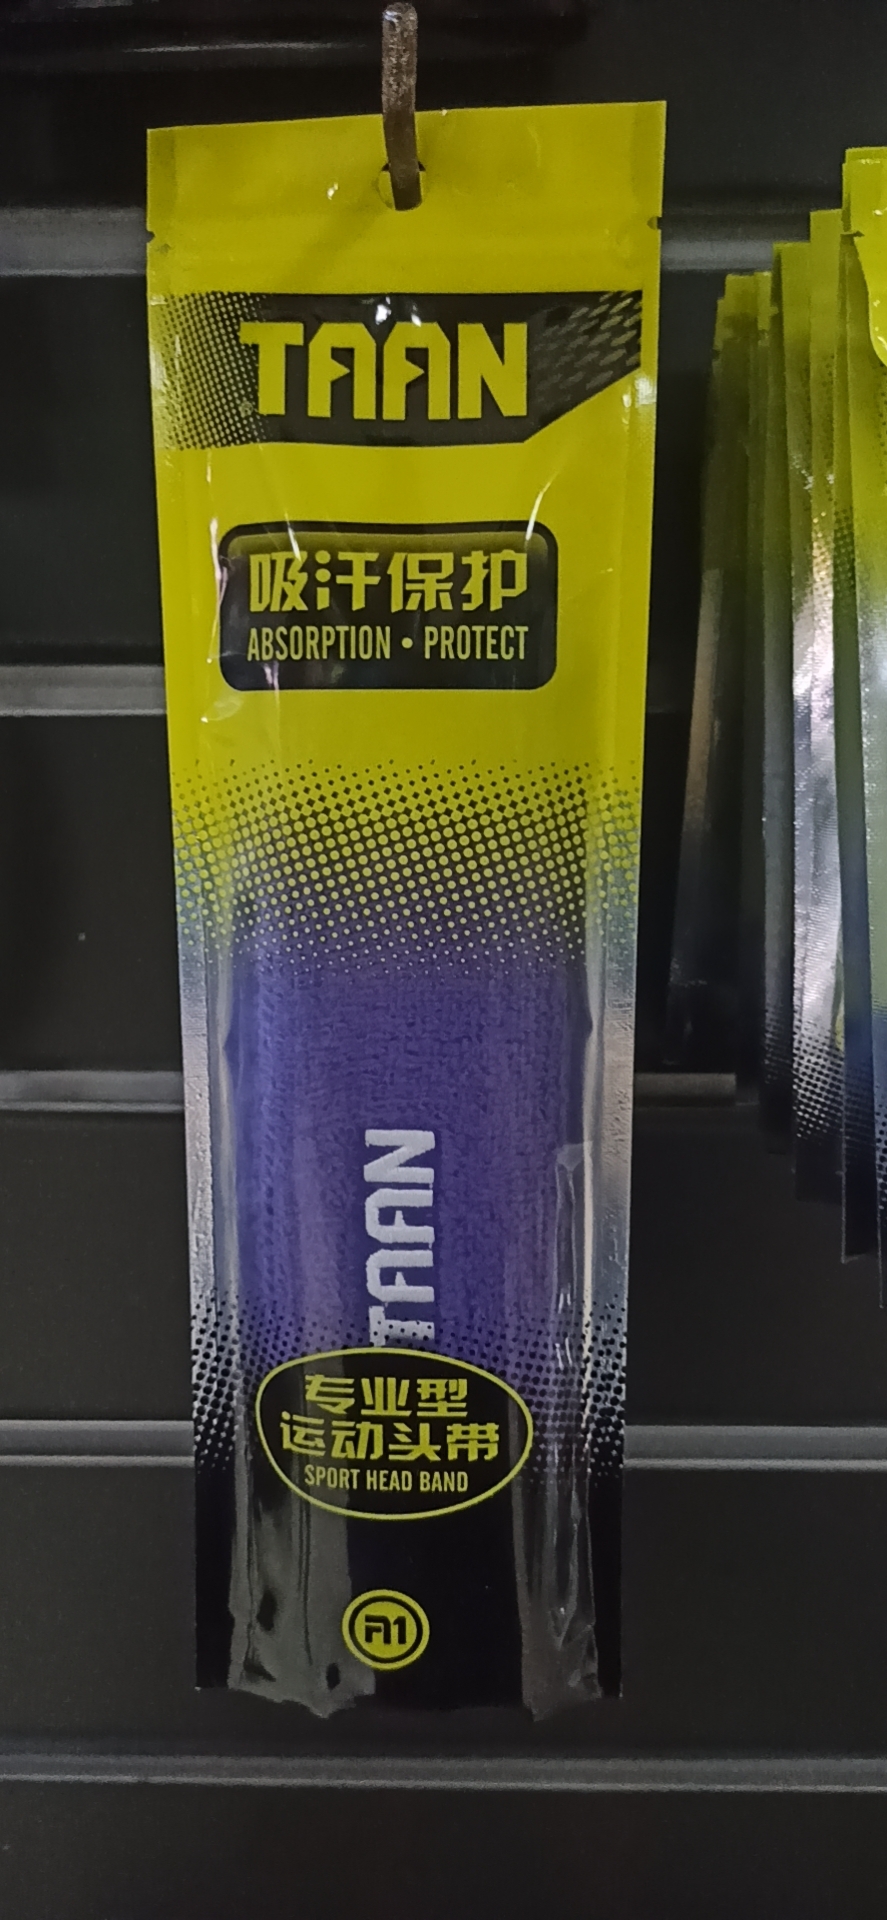 TAAN
吸汗保护
ABSORPTION • PROTECT
TAAN
专业型
运动头带
SPORT HEAD BAND
A1